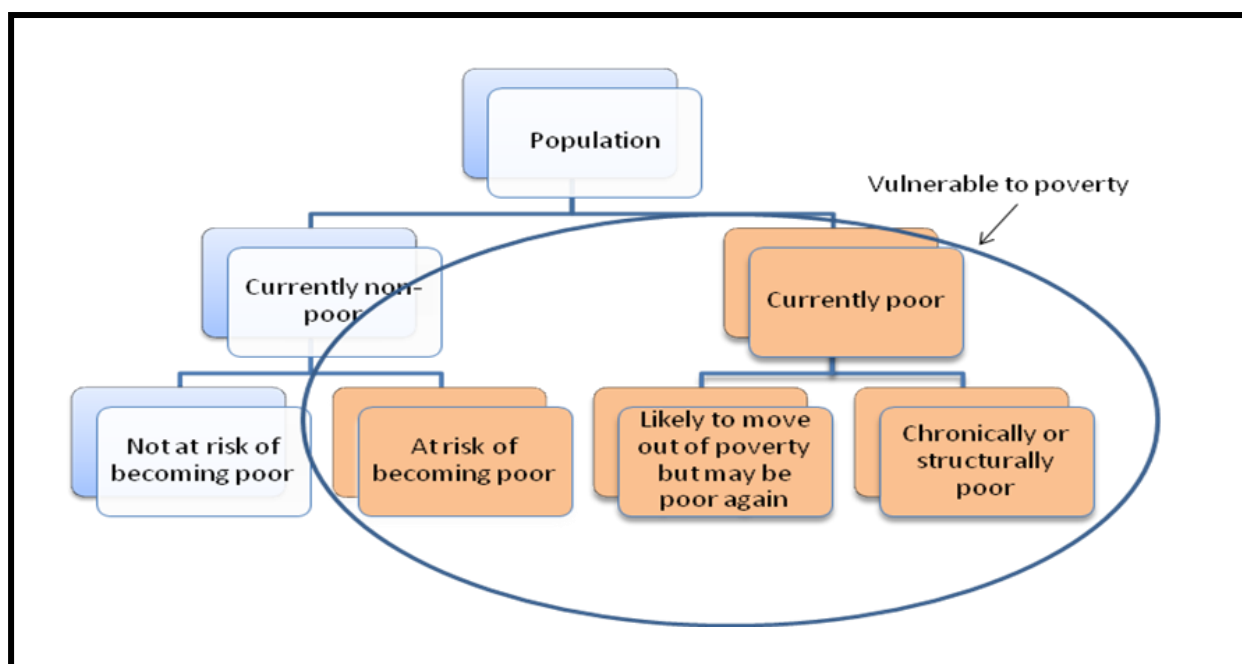 Population
Vulnerable to poverty
Currently non-
poor
Currently poor
Not at risk of
becoming poor
At risk of
becoming poor
Likely to move
out of poverty
but may be
poor again
Chronically or
structurally
poor